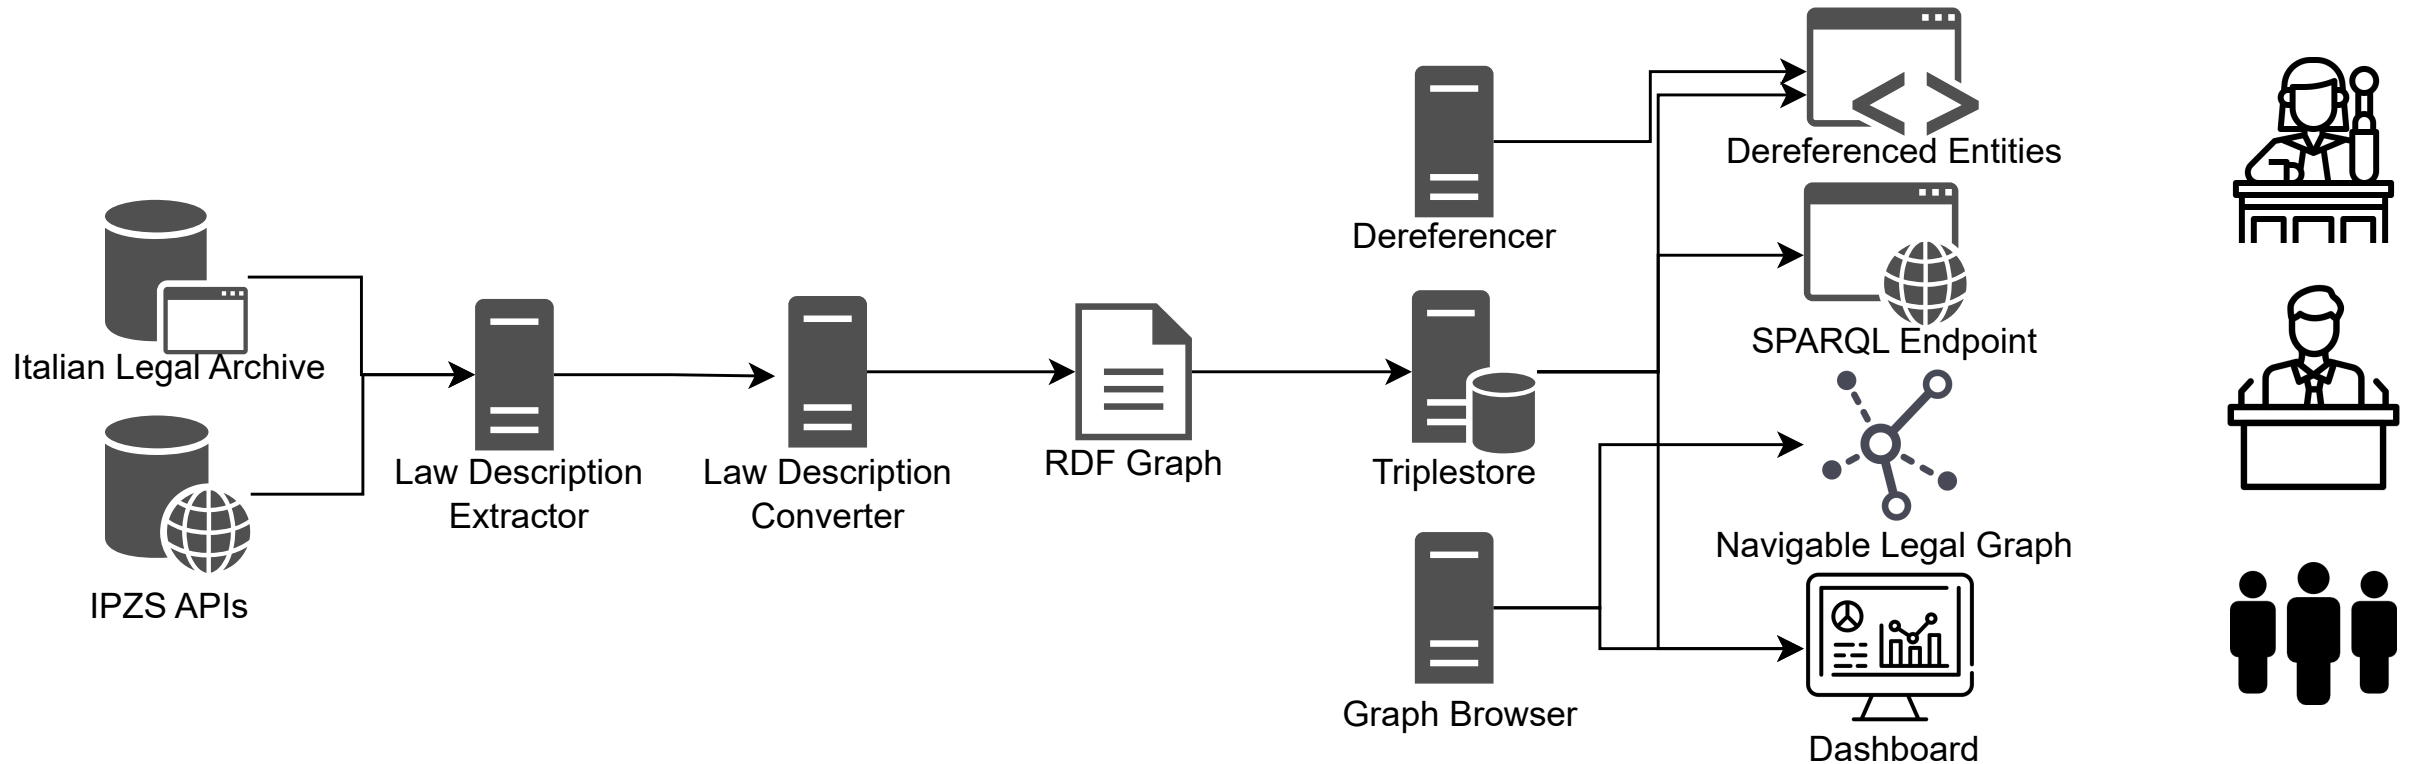 Italian Legal Archive
IPZS APIs
Law Description
Extractor
Law Description
Converter
RDF Graph
Dereferencer
Triplestore
Graph Browser
Dereferenced Entities
SPARQL Endpoint
Navigable Legal Graph
Dashboard